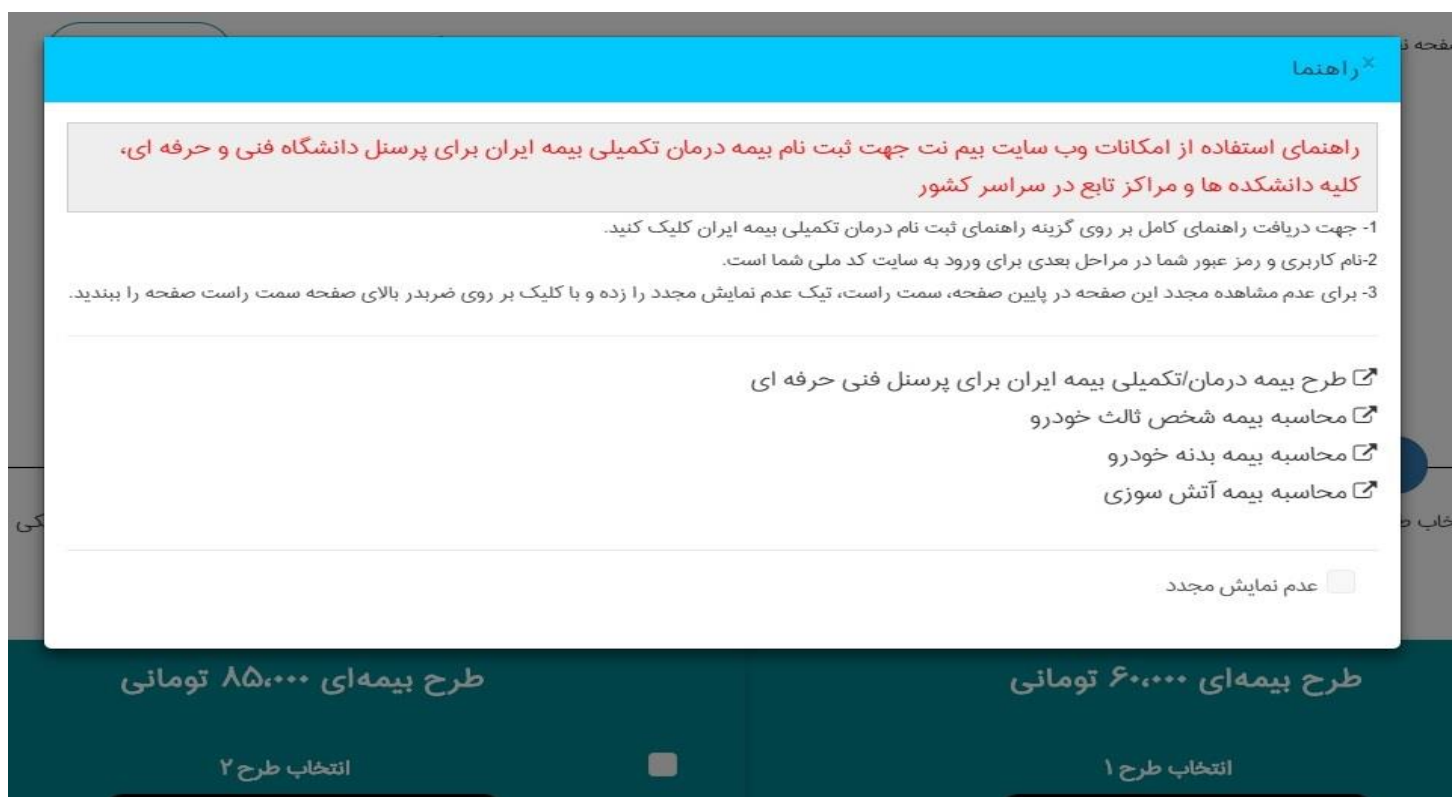 صفحه ن
×راهنما
راهنمای استفاده از امکانات وب سایت بیم نت جهت ثبت نام بیمه درمان تکمیلی بیمه ایران برای پرسنل دانشگاه فنی و حرفه ای،
کلیه دانشکده ها و مراکز تابع در سراسر کشور
1- جهت دریافت راهنمای کامل بر روی گزینه راهنمای ثبت نام درمان تکمیلی بیمه ایران کلیک کنید.
2-نام کاربری و رمز عبور شما در مراحل بعدی برای ورود به سایت کد ملی شما است.
3- برای عدم مشاهده مجدد این صفحه در پایین صفحه، سمت راست، تیک عدم نمایش مجدد را زده و با کلیک بر روی ضربدر بالای صفحه سمت راست صفحه را ببندید.
طرح بیمه درمان/تکمیلی بیمه ایران برای پرسنل فنی حرفه ای
محاسبه بیمه شخص ثالث خودرو
محاسبه بیمه بدنه خودرو
محاسبه بیمه آتش سوزی
عدم نمایش مجدد
طرح بیمه‌ای ۶۰،۰۰۰ تومانی
طرح بیمه‌ای ۸۵،۰۰۰ تومانی
انتخاب طرح ۱
انتخاب طرح ۲